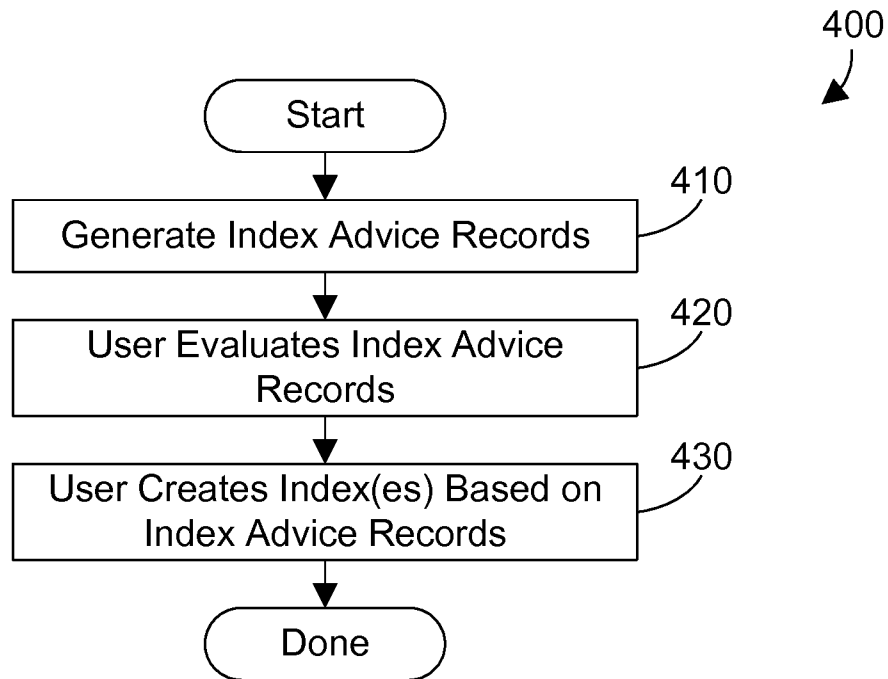 400
Start
410
Generate Index Advice Records
420
User Evaluates Index Advice
Records
430
User Creates Index(es) Based on
Index Advice Records
Done